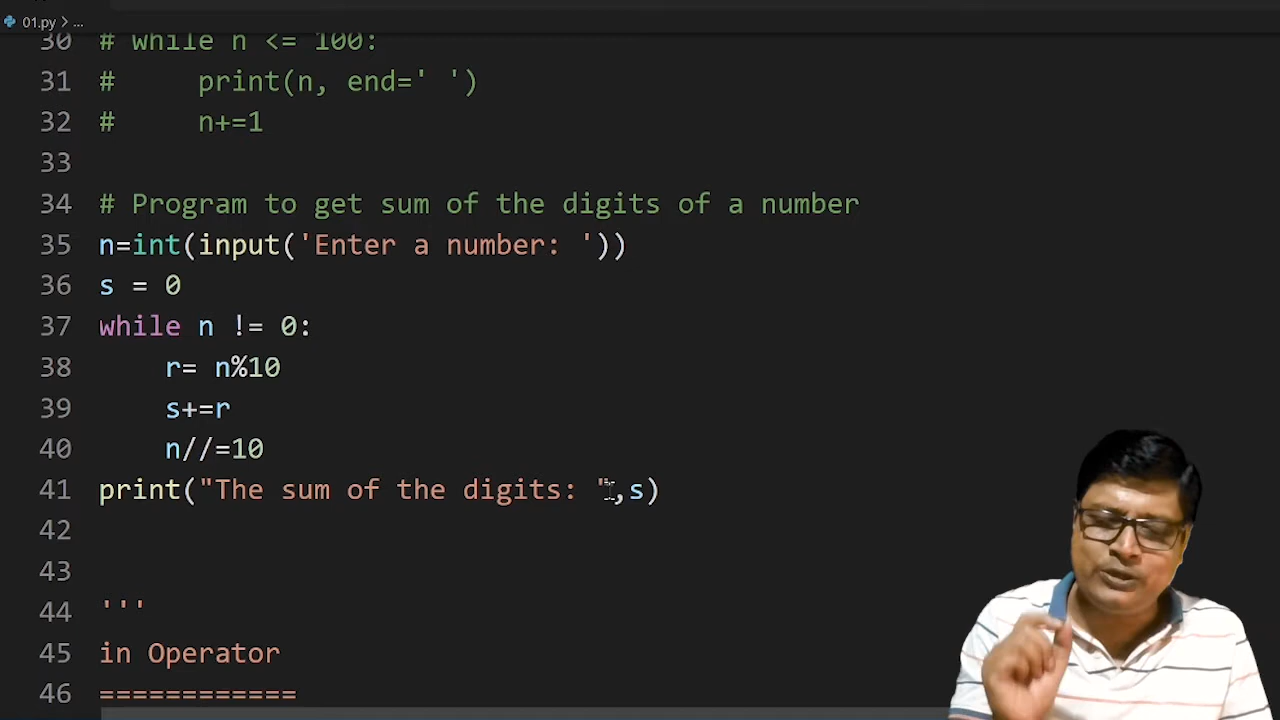 01.py > ...
30 # while n <= 100:
31 #     print(n, end=' ')
32 #     n+=1
33
34 # Program to get sum of the digits of a number
35 n=int(input('Enter a number: '))
36 s = 0
37 while n != 0:
38     r= n%10
39     s+=r
40     n//=10
41 print("The sum of the digits: ",s)
42
43
44 '''
45 in Operator
46 ============